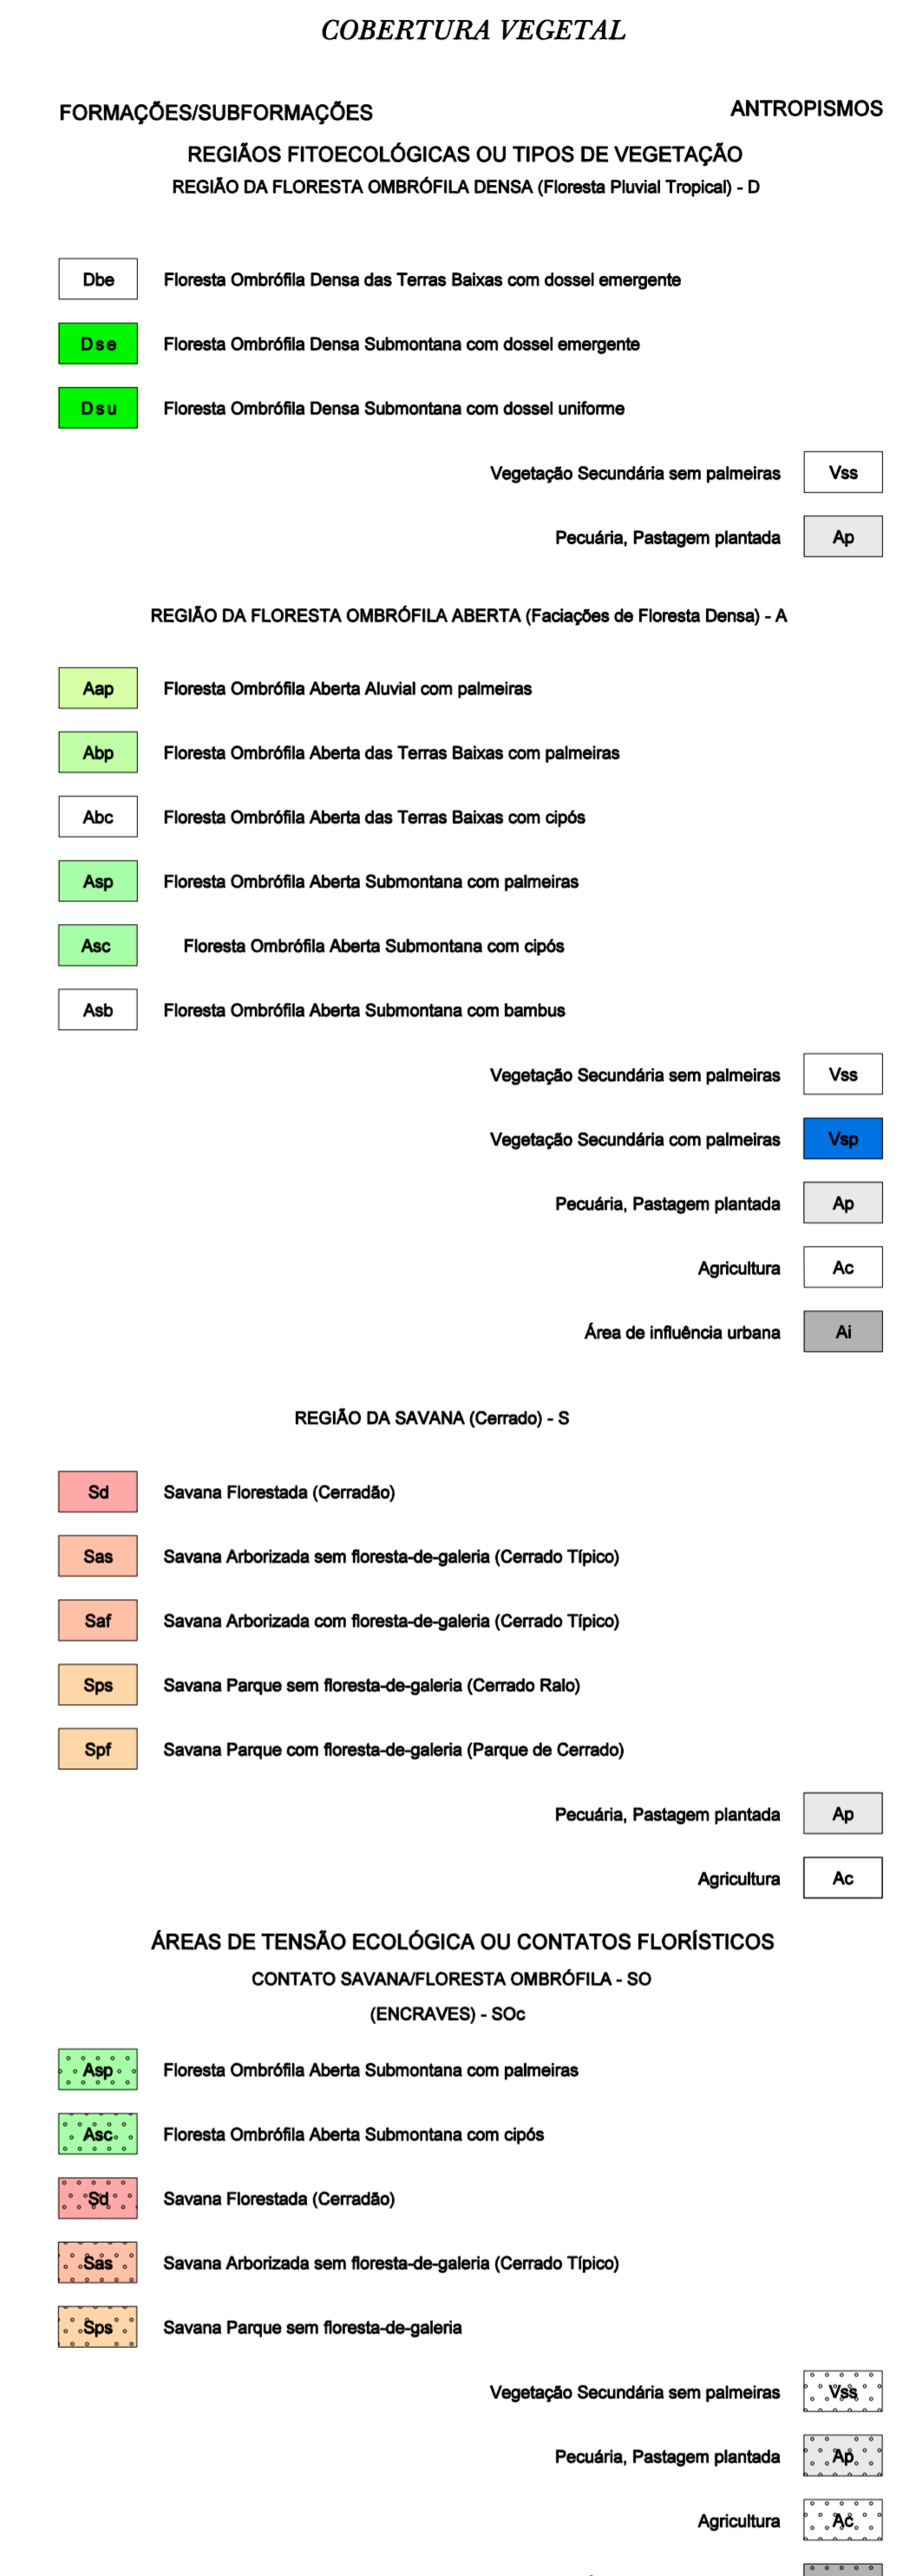 COBERTURA VEGETAL
FORMAÇÕES/SUBFORMAÇÕES ANTROPISMOS
REGIÃOS FITOECOLÓGICAS OU TIPOS DE VEGETAÇÃO
REGIÃO DA FLORESTA OMBRÓFILA DENSA (Floresta Pluvial Tropical) - D
Dbe Floresta Ombrófila Densa das Terras Baixas com dossel emergente
Dse Floresta Ombrófila Densa Submontana com dossel emergente
Dsu Floresta Ombrófila Densa Submontana com dossel uniforme
Vegetação Secundária sem palmeiras Vss
Pecuária, Pastagem plantada Ap
REGIÃO DA FLORESTA OMBRÓFILA ABERTA (Faciações de Floresta Densa) - A
Aap Floresta Ombrófila Aberta Aluvial com palmeiras
Abp Floresta Ombrófila Aberta das Terras Baixas com palmeiras
Abc Floresta Ombrófila Aberta das Terras Baixas com cipós
Asp Floresta Ombrófila Aberta Submontana com palmeiras
Asc Floresta Ombrófila Aberta Submontana com cipós
Asb Floresta Ombrófila Aberta Submontana com bambus
Vegetação Secundária sem palmeiras Vss
Vegetação Secundária com palmeiras Vsp
Pecuária, Pastagem plantada Ap
Agricultura Ac
Área de influência urbana Ai
REGIÃO DA SAVANA (Cerrado) - S
Sd Savana Florestada (Cerradão)
Sas Savana Arborizada sem floresta-de-galeria (Cerrado Típico)
Saf Savana Arborizada com floresta-de-galeria (Cerrado Típico)
Sps Savana Parque sem floresta-de-galeria (Cerrado Ralo)
Spf Savana Parque com floresta-de-galeria (Parque de Cerrado)
Pecuária, Pastagem plantada Ap
Agricultura Ac
ÁREAS DE TENSÃO ECOLÓGICA OU CONTATOS FLORÍSTICOS
CONTATO SAVANA/FLORESTA OMBRÓFILA - SO
(ENCRAVES) - SOc
Asp Floresta Ombrófila Aberta Submontana com palmeiras
Asc Floresta Ombrófila Aberta Submontana com cipós
Sd Savana Florestada (Cerradão)
Sas Savana Arborizada sem floresta-de-galeria (Cerrado Típico)
Sps Savana Parque sem floresta-de-galeria
Vegetação Secundária sem palmeiras Vss
Pecuária, Pastagem plantada Ap
Agricultura Ac